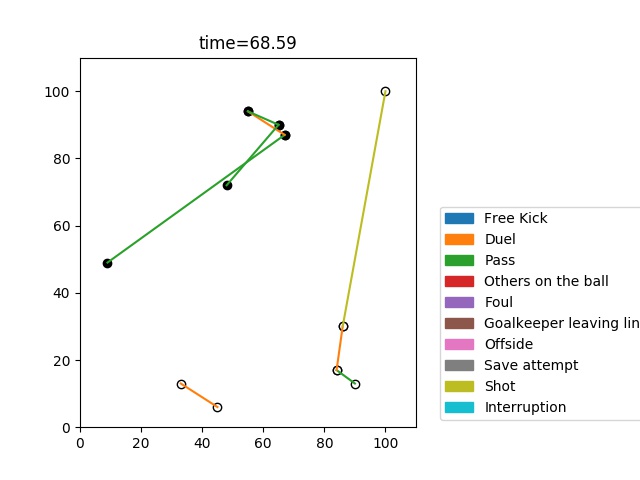 time=68.59
100
80
60
40
20
0
0 20 40 60 80 100
Free Kick
Duel
Pass
Others on the ball
Foul
Goalkeeper leaving lin
Offside
Save attempt
Shot
Interruption